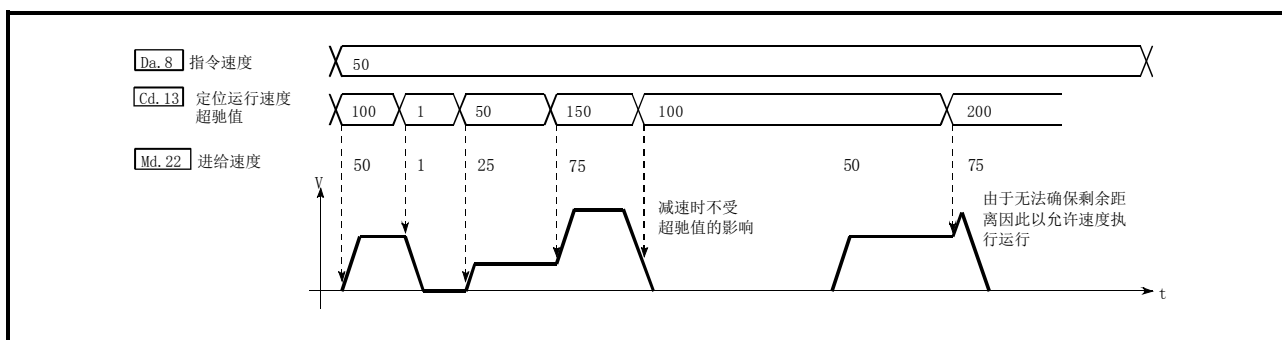 Da.8 指令速度
50
Cd.13 定位运行速度
超驰值
100 1 50 150 100 200
Md.22 进给速度
50 1 25 75 50 75
V
减速时不受
超驰值的影响
由于无法确保剩余距
离因此以允许速度执
行运行
t